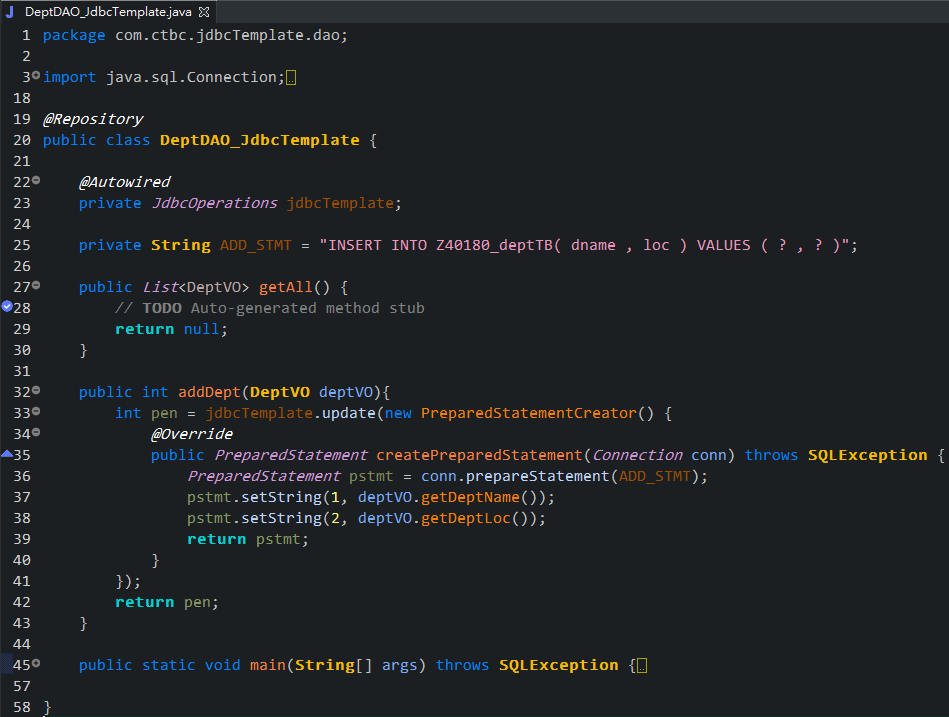 DeptDAO_JdbcTemplate.java
1 package com.ctbc.jdbcTemplate.dao;
2
3 import java.sql.Connection;
18
19 @Repository
20 public class DeptDAO_JdbcTemplate {
21
22 @Autowired
23 private JdbcOperations jdbcTemplate;
24
25 private String ADD_STMT = "INSERT INTO Z40180_deptTB( dname , loc ) VALUES ( ? , ? )";
26
27 public List<DeptVO> getAll() {
28 // TODO Auto-generated method stub
29 return null;
30 }
31
32 public int addDept(DeptVO deptVO){
33 int pen = jdbcTemplate.update(new PreparedStatementCreator() {
34 @Override
35 public PreparedStatement createPreparedStatement(Connection conn) throws SQLException {
36 PreparedStatement pstmt = conn.prepareStatement(ADD_STMT);
37 pstmt.setString(1, deptVO.getDeptName());
38 pstmt.setString(2, deptVO.getDeptLoc());
39 return pstmt;
40 }
41 });
42 return pen;
43 }
44
45 public static void main(String[] args) throws SQLException {
57
58 }